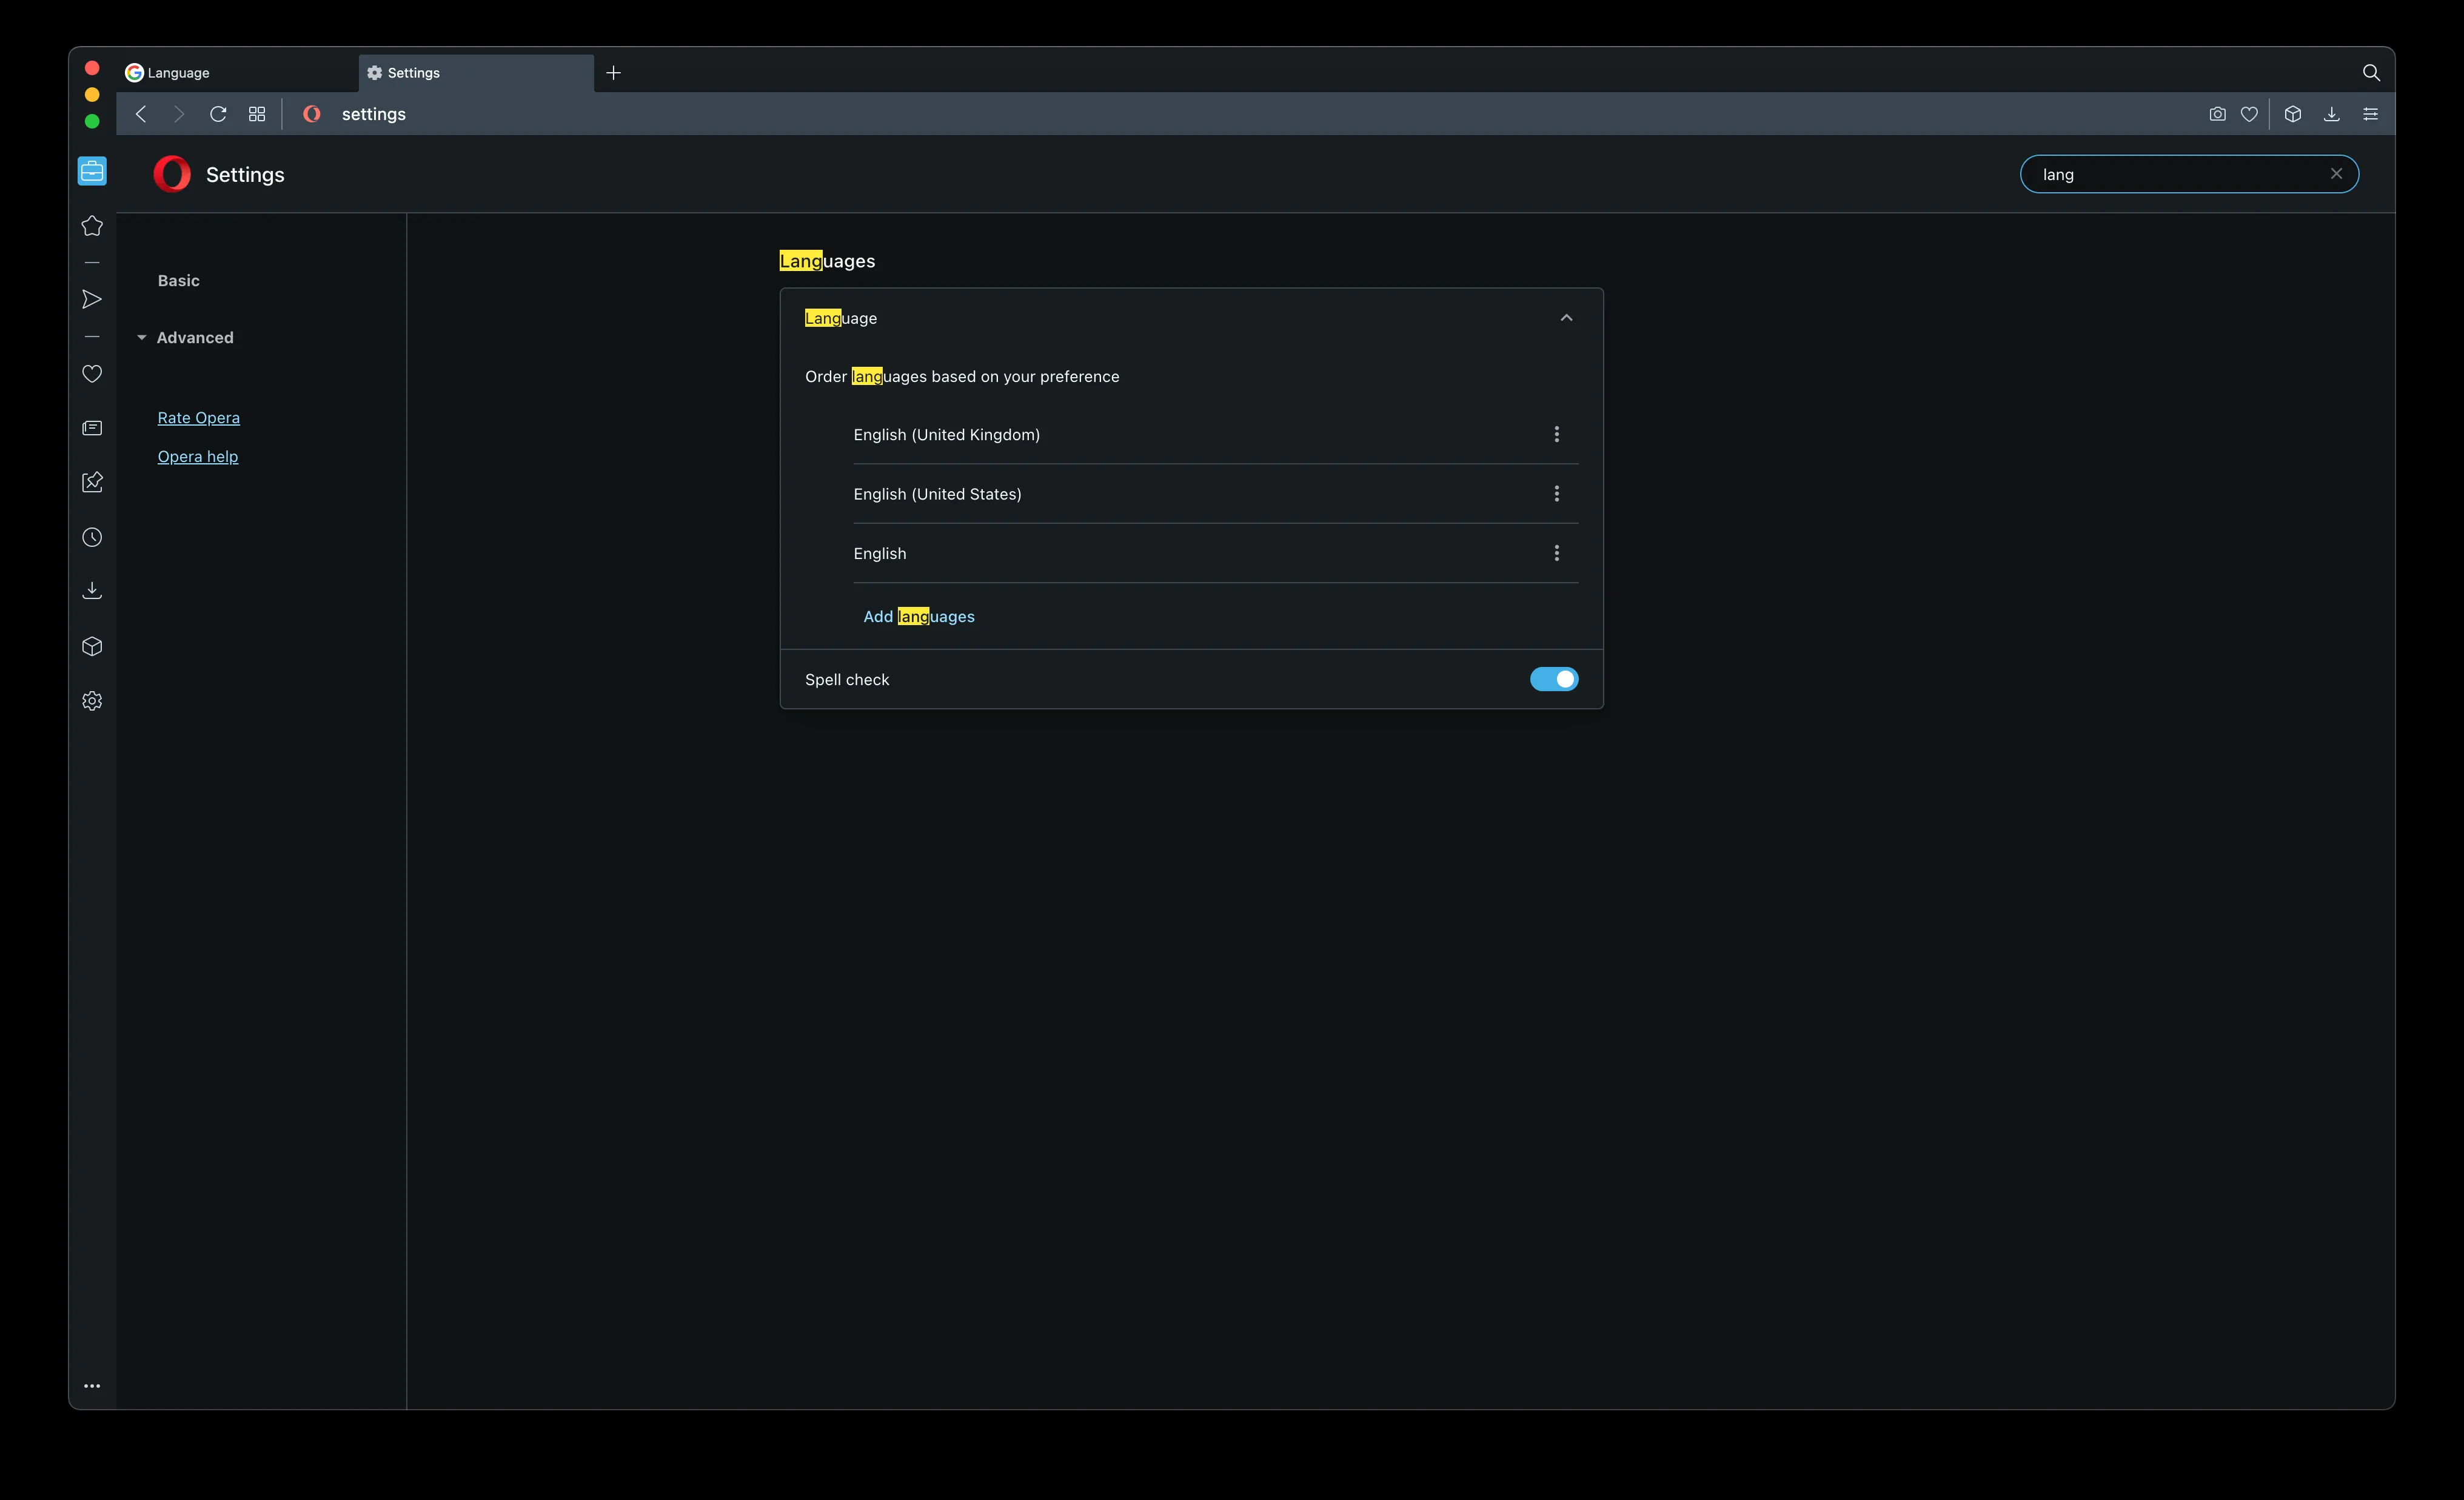 Language
Settings
settings
Settings
lang
Basic
Advanced
Rate Opera
Opera help
Languages
Language
Order languages based on your preference
English (United Kingdom)
English (United States)
English
Add languages
Spell check